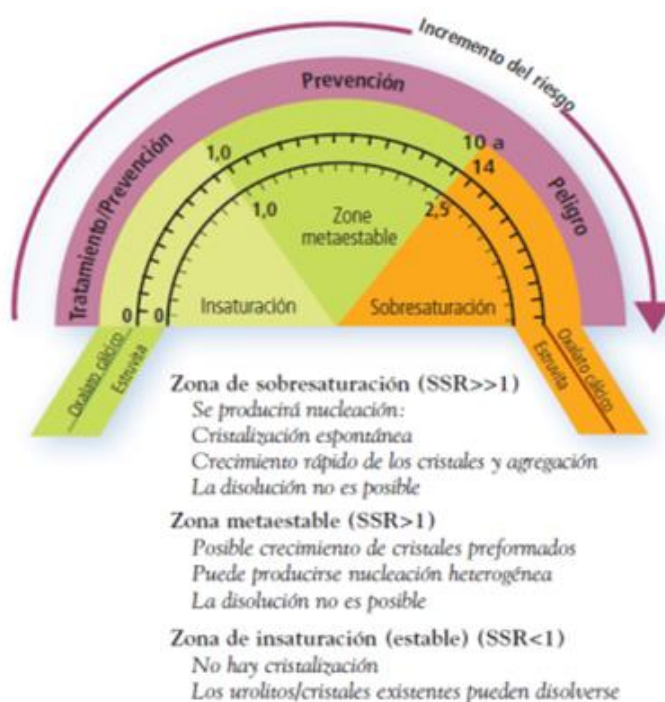 Incremento del riesgo
Prevención
Tratamiento/Prevención
Peligro
1,0
10 a
14
1,0
2,5
Zone
metaestable
Insaturación
Sobresaturación
0
0
Oxalato cálcico
Estruvita
Estruvita
Oxalato cálcico
Zona de sobresaturación (SSR>>1)
Se producirá nucleación:
Cristalización espontánea
Crecimiento rápido de los cristales y agregación
La disolución no es posible
Zona metaestable (SSR>1)
Posible crecimiento de cristales preformados
Puede producirse nucleación heterogénea
La disolución no es posible
Zona de insaturación (estable) (SSR<1)
No hay cristalización
Los urolitos/cristales existentes pueden disolverse